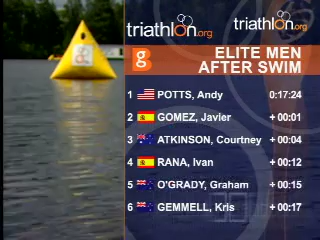 triathlon.org
triathlon.org
g
ELITE MEN
AFTER SWIM
1 POTTS, Andy 0:17:24
2 GOMEZ, Javier + 00:01
3 ATKINSON, Courtney + 00:04
4 RANA, Ivan + 00:12
5 O'GRADY, Graham + 00:15
6 GEMMELL, Kris + 00:17